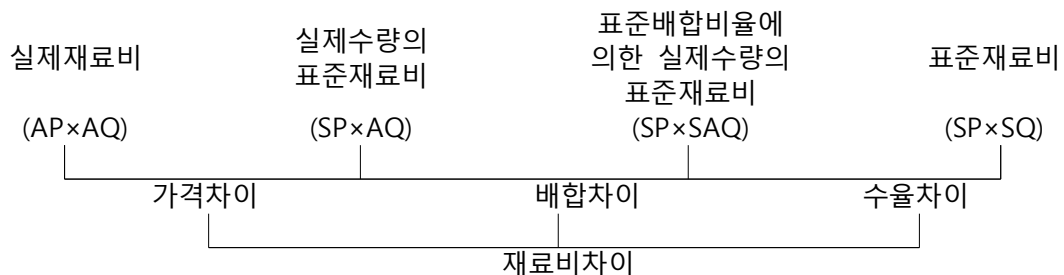 실제재료비
실제수량의
표준재료비
표준배합비율에
의한 실제수량의
표준재료비
표준재료비
(AP×AQ)
(SP×AQ)
(SP×SAQ)
(SP×SQ)
가격차이
배합차이
수율차이
재료비차이